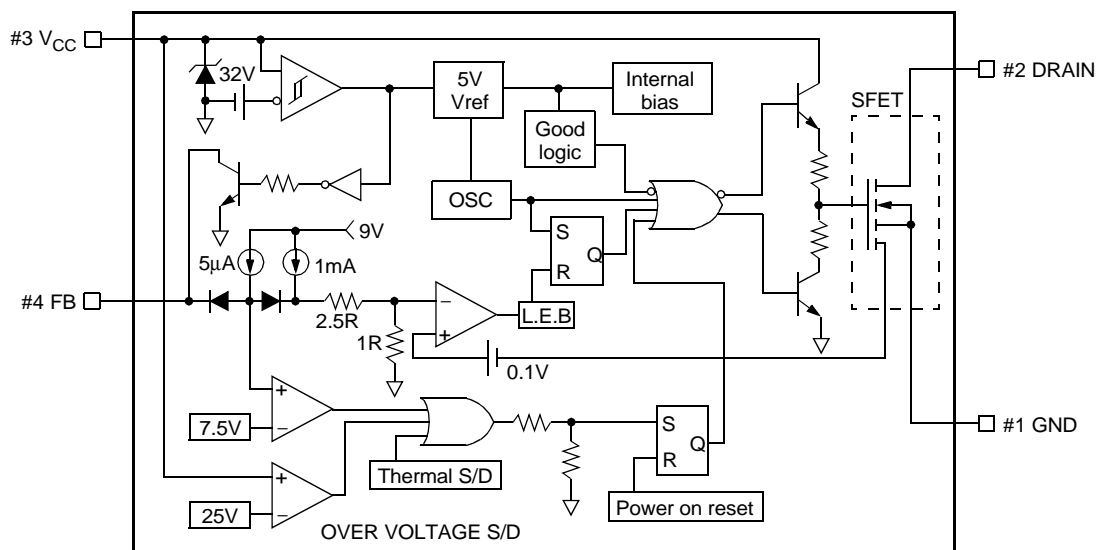 #3 VCC
32V
5V
Vref
Internal
bias
#2 DRAIN
SFET
Good
logic
OSC
9V
5µA
1mA
S
R
Q
#4 FB
2.5R
1R
−
+
L.E.B
0.1V
+
−
7.5V
Thermal S/D
S
R
Q
#1 GND
+
−
25V
Power on reset
OVER VOLTAGE S/D